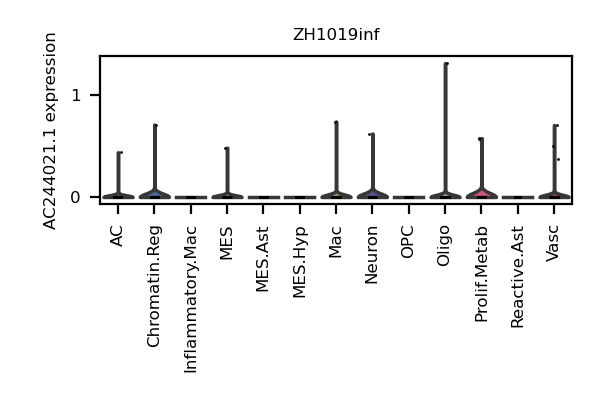 ZH1019inf
AC244021.1 expression
1
0
AC
Chromatin.Reg
Inflammatory.Mac
MES
MES.Ast
MES.Hyp
Mac
Neuron
OPC
Oligo
Prolif.Metab
Reactive.Ast
Vasc